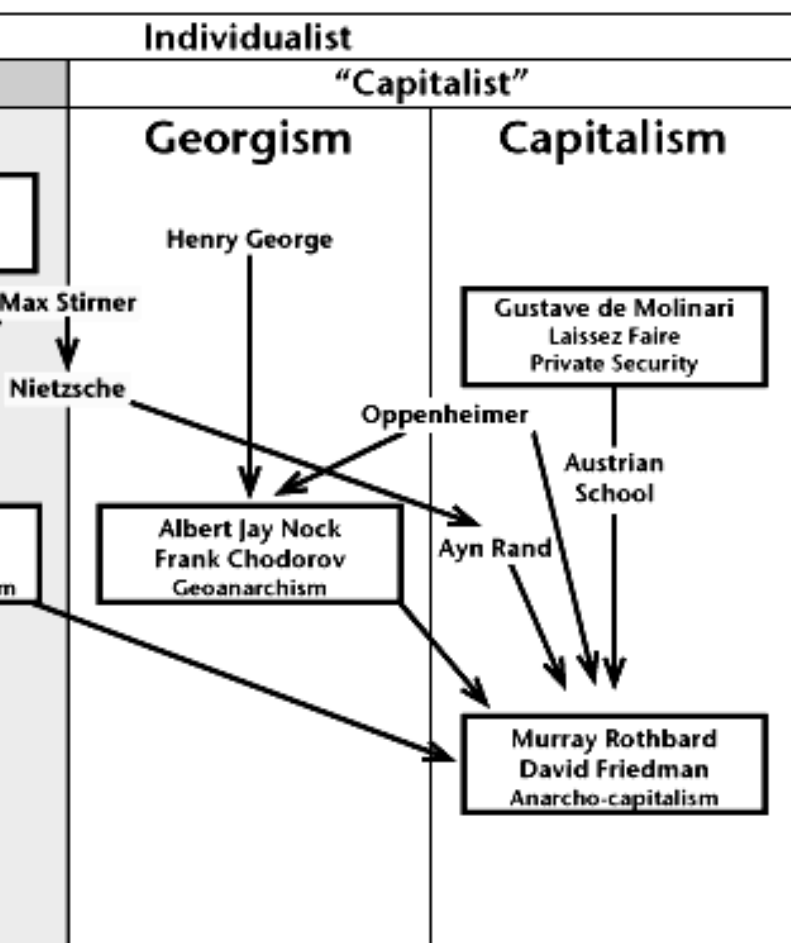 Individualist
“Capitalist”
Georgism
Capitalism
Henry George
Max Stirner
Gustave de Molinari
Laissez Faire
Private Security
Nietzsche
Oppenheimer
Austrian
School
Albert Jay Nock
Frank Chodorov
Geoanarchism
Ayn Rand
m
Murray Rothbard
David Friedman
Anarcho-capitalism